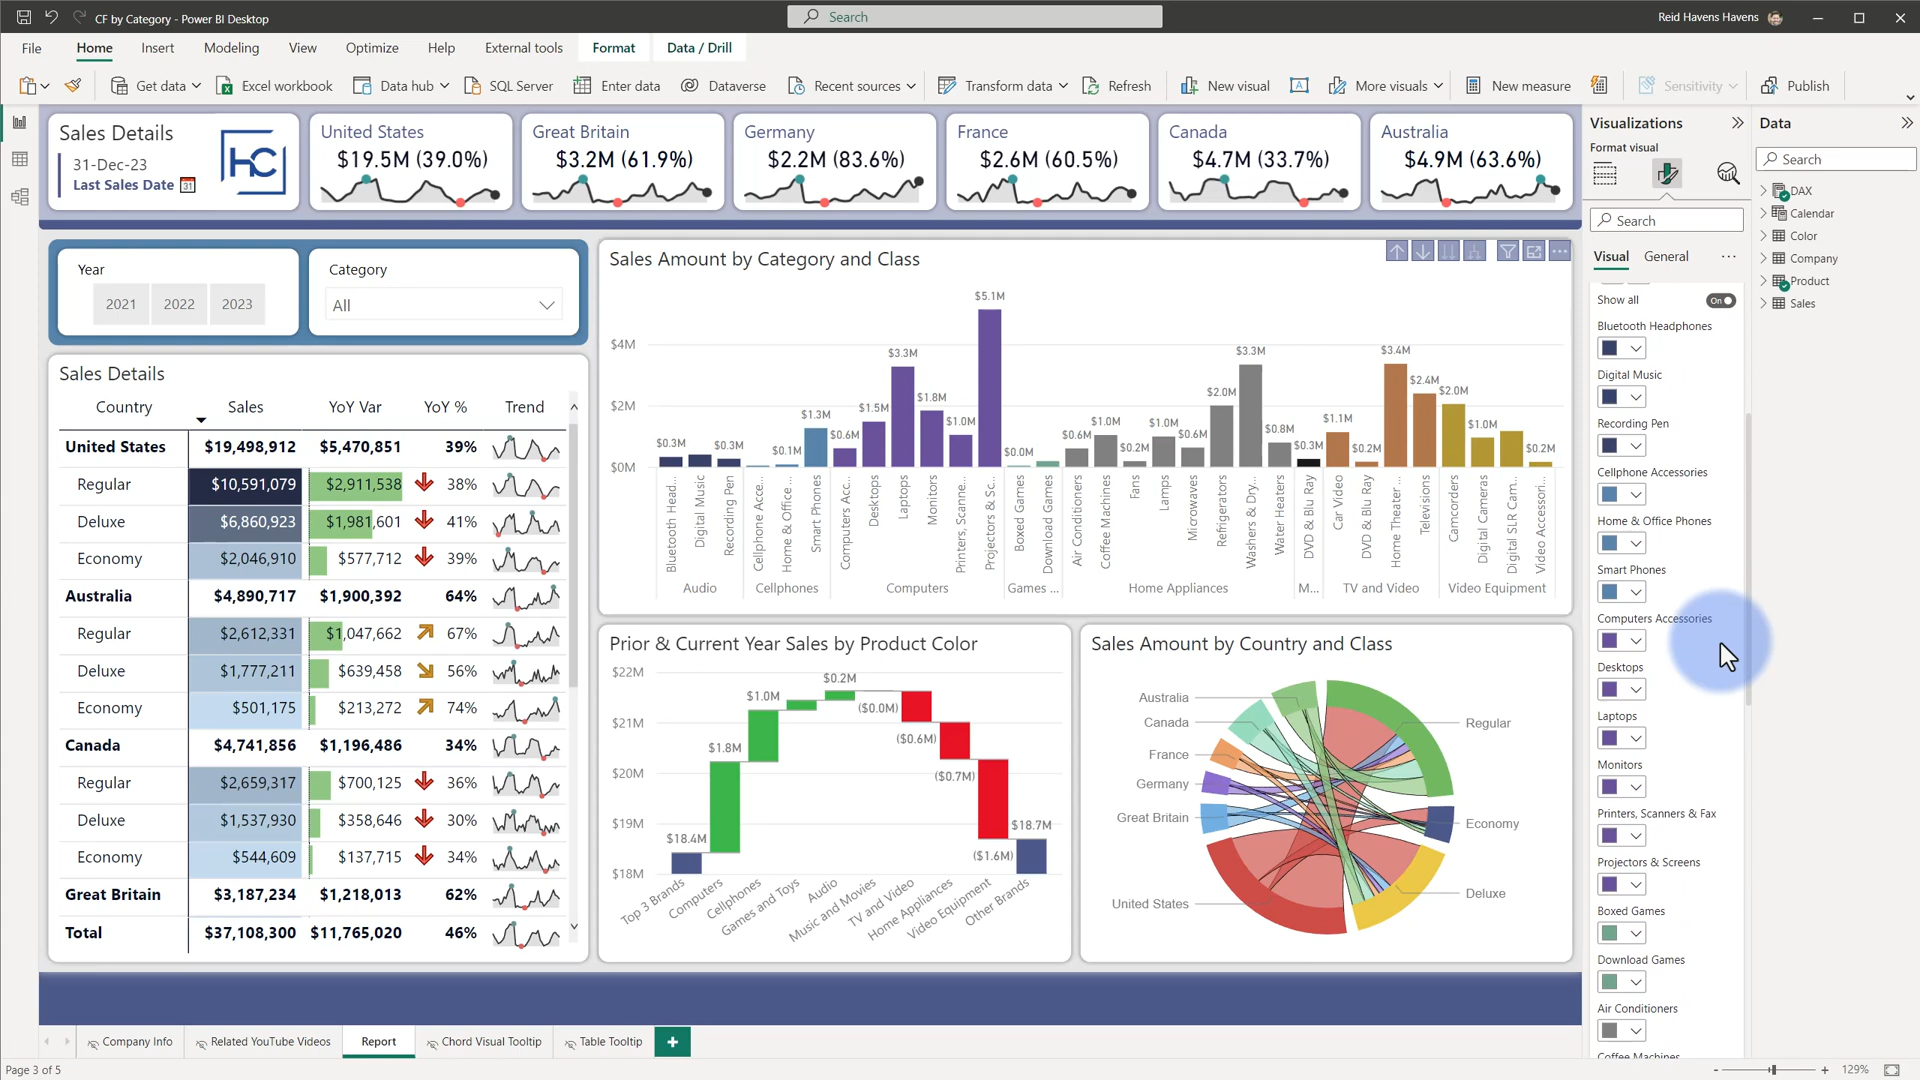 CF by Category - Power BI Desktop
Search
Reid Havens Havens
File
Home
Insert
Modeling
View
Optimize
Help
External tools
Format
Data / Drill
Get data
Excel workbook
Data hub
SQL Server
Enter data
Dataverse
Recent sources
Transform data
Refresh
New visual
More visuals
New measure
Sensitivity
Publish
Sales Details
31-Dec-23
Last Sales Date
31
HC
United States
$19.5M (39.0%)
Great Britain
$3.2M (61.9%)
Germany
$2.2M (83.6%)
France
$2.6M (60.5%)
Canada
$4.7M (33.7%)
Australia
$4.9M (63.6%)
Year
2021
2022
2023
Category
All
Sales Details
Country Sales YoY Var YoY % Trend
United States $19,498,912 $5,470,851 39%
Regular $10,591,079 $2,911,538 38%
Deluxe $6,860,923 $1,981,601 41%
Economy $2,046,910 $577,712 39%
Australia $4,890,717 $1,900,392 64%
Regular $2,612,331 $1,047,662 67%
Deluxe $1,777,211 $639,458 56%
Economy $501,175 $213,272 74%
Canada $4,741,856 $1,196,486 34%
Regular $2,659,317 $700,125 36%
Deluxe $1,537,930 $358,646 30%
Economy $544,609 $137,715 34%
Great Britain $3,187,234 $1,218,013 62%
Total $37,108,300 $11,765,020 46%
Sales Amount by Category and Class
$4M
$2M
$0M
$0.3M
$0.3M
$0.1M
$1.3M
$0.6M
$1.5M
$3.3M
$1.8M
$1.0M
$5.1M
$0.0M
$0.6M
$1.0M
$0.2M
$1.0M
$0.6M
$2.0M
$3.3M
$0.8M
$0.3M
$1.1M
$0.2M
$3.4M
$2.4M
$2.0M
$1.0M
$0.2M
Bluetooth Head...
Digital Music
Recording Pen
Cellphone Acce...
Home & Office ...
Smart Phones
Computers Acc...
Desktops
Laptops
Monitors
Printers, Scanne...
Projectors & Sc...
Boxed Games
Download Games
Air Conditioners
Coffee Machines
Fans
Lamps
Microwaves
Refrigerators
Washers & Dry...
Water Heaters
DVD & Blu Ray
Car Video
DVD & Blu Ray
Home Theater ...
Televisions
Camcorders
Digital Cameras
Digital SLR Cam...
Video Accessori...
Audio
Cellphones
Computers
Games ...
Home Appliances
M...
TV and Video
Video Equipment
Prior & Current Year Sales by Product Color
$22M
$21M
$20M
$19M
$18M
$18.4M
$1.8M
$1.0M
$0.2M
($0.0M)
($0.6M)
($0.7M)
($1.6M)
$18.7M
Top 3 Brands
Computers
Cellphones
Games and Toys
Audio
Music and Movies
TV and Video
Home Appliances
Video Equipment
Other Brands
Sales Amount by Country and Class
Australia
Canada
France
Germany
Great Britain
United States
Regular
Economy
Deluxe
Visualizations
Format visual
Search
Visual
General
Show all
On
Bluetooth Headphones
Digital Music
Recording Pen
Cellphone Accessories
Home & Office Phones
Smart Phones
Computers Accessories
Desktops
Laptops
Monitors
Printers, Scanners & Fax
Projectors & Screens
Boxed Games
Download Games
Air Conditioners
Coffee Machines
Data
Search
DAX
Calendar
Color
Company
Product
Sales
Company Info
Related YouTube Videos
Report
Chord Visual Tooltip
Table Tooltip
Page 3 of 5
129%